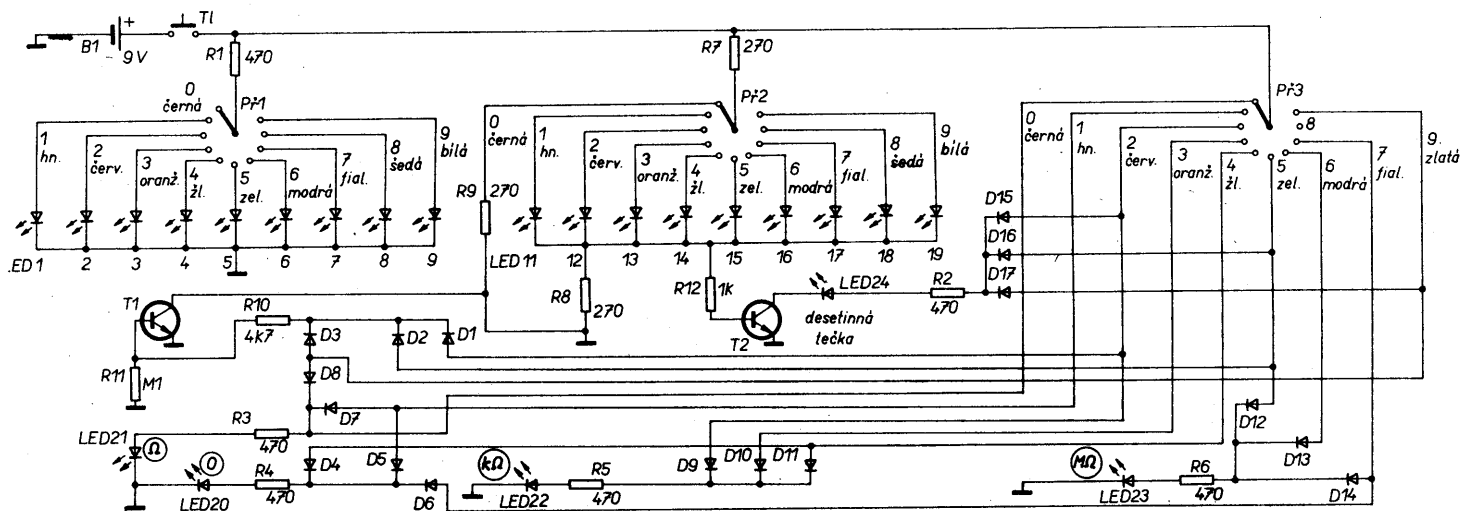 +
Tl
B1
9V
R1 470
R7 270
0 černá
Př1
1 hn.
2 červ.
3 oranž.
4 žl.
5 zel.
6 modrá
7 fial.
8 šedá
9 bílá
0 černá
Př2
1 hn.
2 červ.
3 oranž.
4 žl.
5 zel.
6 modrá
7 fial.
8 šedá
9 bílá
0 černá
Př3
1 hn.
2 červ.
3 oranž.
4 žl.
5 zel.
6 modrá
7 fial.
8
9 zlatá
R9 270
D15
D16
D17
LED1 2 3 4 5 6 7 8 9
LED11 12 13 14 15 16 17 18 19
T1
R10 4k7
D3 D2 D1
R8 270
R12 1k
T2
LED24
desetinná tečka
R2 470
R11 M1
D8
D7
R3 470
LED21 Ω
D4 D5
0
LED20
R4 470
D6
kΩ
LED22
R5 470
D9 D10 D11
D12
D13
MΩ
LED23
R6 470
D14